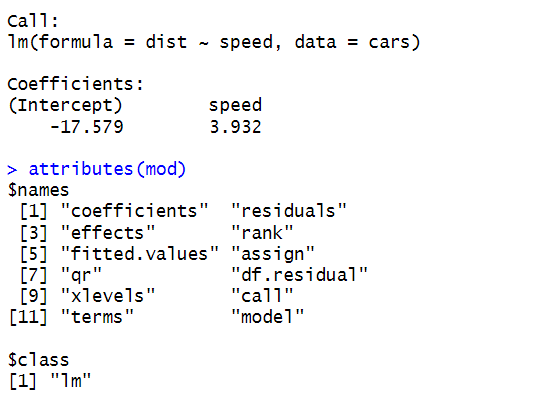 Call:
lm(formula = dist ~ speed, data = cars)
Coefficients:
(Intercept)        speed
    -17.579        3.932
> attributes(mod)
$names
 [1] "coefficients"  "residuals"
 [3] "effects"       "rank"
 [5] "fitted.values" "assign"
 [7] "qr"            "df.residual"
 [9] "xlevels"       "call"
[11] "terms"         "model"
$class
[1] "lm"